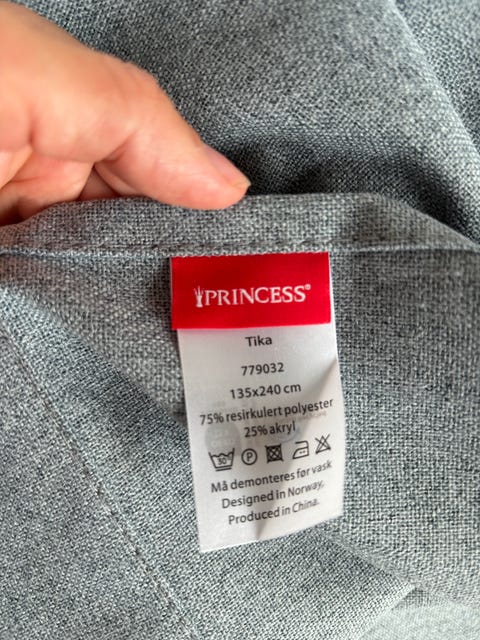 PRINCESS®
Tika
779032
135x240 cm
75% resirkulert polyester
25% akryl
P
Må demonteres før vask
Designed in Norway,
Produced in China.